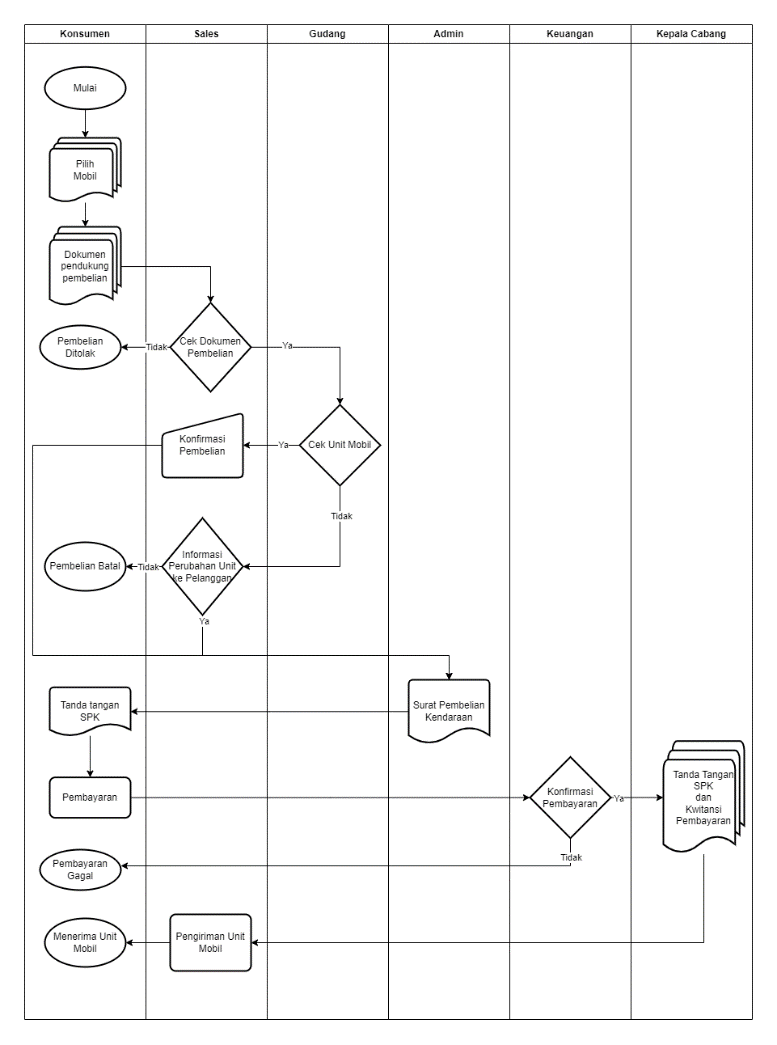 Konsumen
Sales
Gudang
Admin
Keuangan
Kepala Cabang
Mulai
Pilih
Mobil
Dokumen
pendukung
pembelian
Pembelian
Ditolak
Tidak
Cek Dokumen
Pembelian
Ya
Konfirmasi
Pembelian
Ya
Cek Unit Mobil
Tidak
Pembelian Batal
Tidak
Informasi
Perubahan Unit
ke Pelanggan
Ya
Tanda tangan
SPK
Surat Pembelian
Kendaraan
Pembayaran
Konfirmasi
Pembayaran
Ya
Tanda Tangan
SPK
dan
Kwitansi
Pembayaran
Tidak
Pembayaran
Gagal
Menerima Unit
Mobil
Pengiriman Unit
Mobil